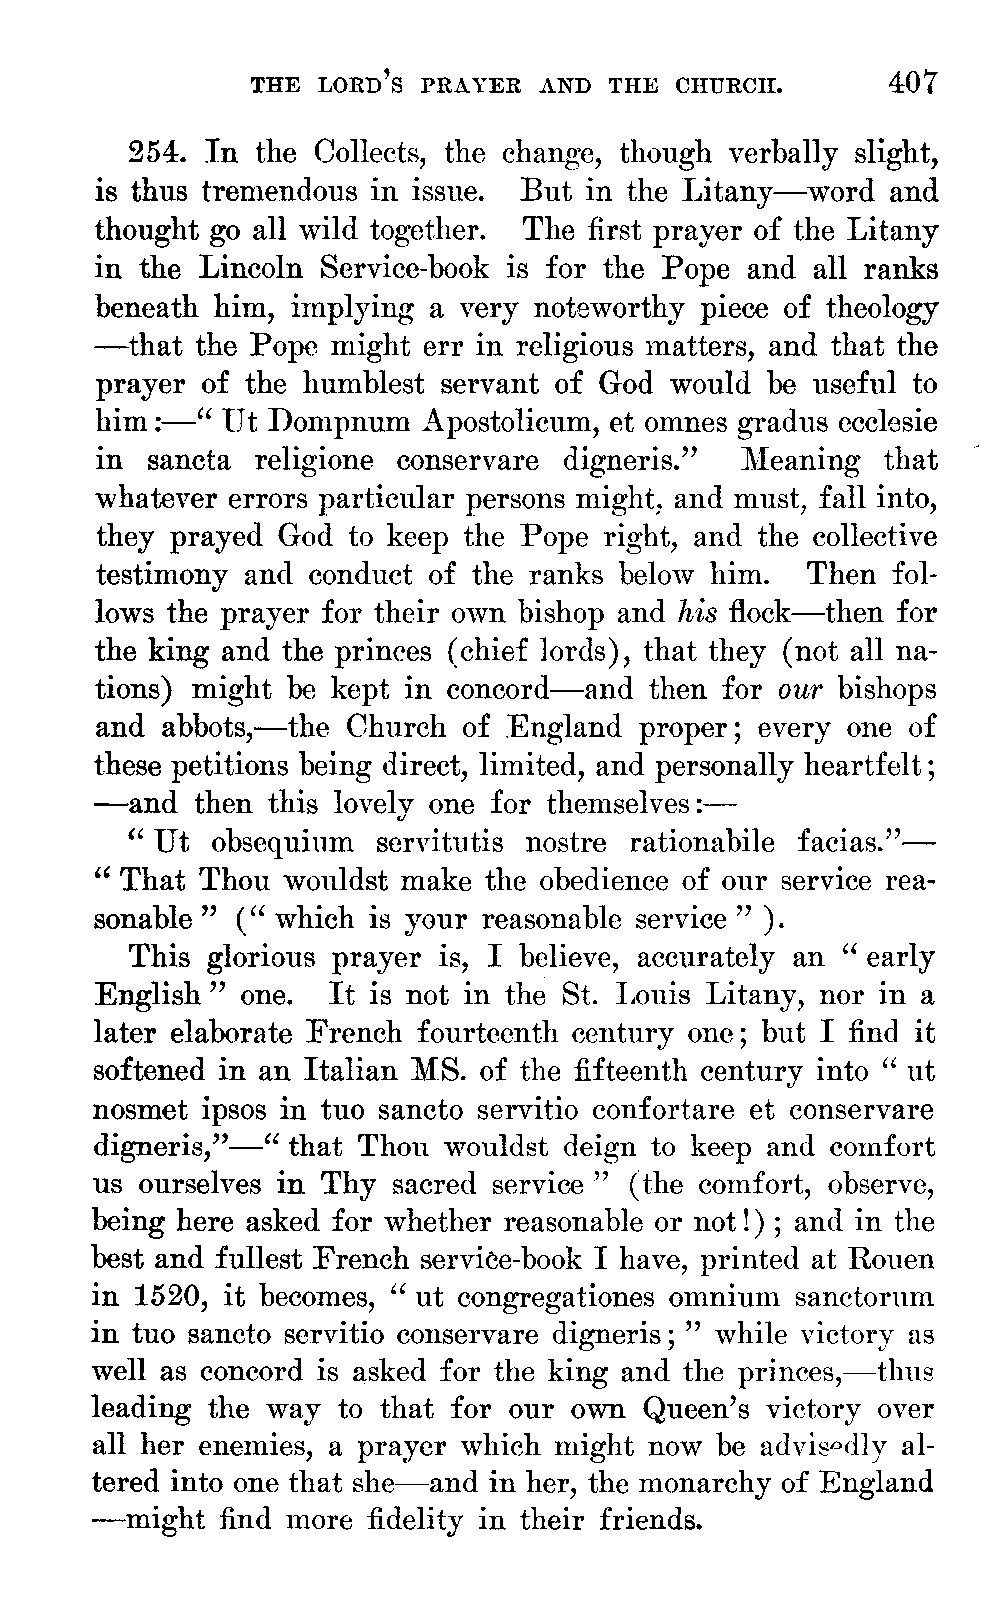 THE LORD'S PRAYER AND THE CHURCH. 407
254. In the Collects, the change, though verbally slight,
is thus tremendous in issue. But in the Litany—word and
thought go all wild together. The first prayer of the Litany
in the Lincoln Service-book is for the Pope and all ranks
beneath him, implying a very noteworthy piece of theology
—that the Pope might err in religious matters, and that the
prayer of the humblest servant of God would be useful to
him:—“ Ut Dompnum Apostolicum, et omnes gradus ecclesie
in sancta religione conservare digneris.” Meaning that
whatever errors particular persons might, and must, fall into,
they prayed God to keep the Pope right, and the collective
testimony and conduct of the ranks below him. Then fol-
lows the prayer for their own bishop and his flock—then for
the king and the princes (chief lords), that they (not all na-
tions) might be kept in concord—and then for our bishops
and abbots,—the Church of England proper; every one of
these petitions being direct, limited, and personally heartfelt;
—and then this lovely one for themselves:—
“ Ut obsequium servitutis nostre rationabile facias.”—
“ That Thou wouldst make the obedience of our service rea-
sonable ” (“ which is your reasonable service ” ).
This glorious prayer is, I believe, accurately an “ early
English ” one. It is not in the St. Louis Litany, nor in a
later elaborate French fourteenth century one; but I find it
softened in an Italian MS. of the fifteenth century into “ ut
nosmet ipsos in tuo sancto servitio confortare et conservare
digneris,”—“ that Thou wouldst deign to keep and comfort
us ourselves in Thy sacred service ” (the comfort, observe,
being here asked for whether reasonable or not!) ; and in the
best and fullest French service-book I have, printed at Rouen
in 1520, it becomes, “ ut congregationes omnium sanctorum
in tuo sancto servitio conservare digneris; ” while victory as
well as concord is asked for the king and the princes,—thus
leading the way to that for our own Queen's victory over
all her enemies, a prayer which might now be advisedly al-
tered into one that she—and in her, the monarchy of England
—might find more fidelity in their friends.